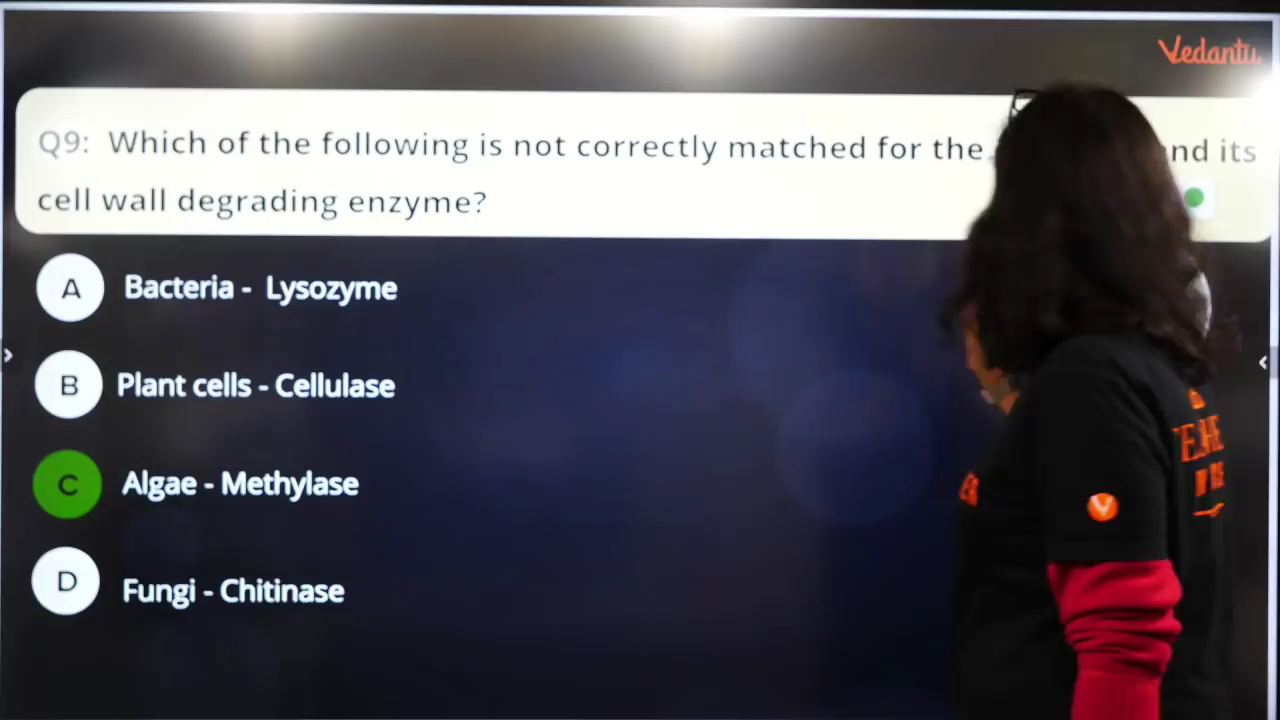 Vedantu
Q9: Which of the following is not correctly matched for the nd its
cell wall degrading enzyme?
A Bacteria - Lysozyme
B Plant cells - Cellulase
C Algae - Methylase
D Fungi - Chitinase
V